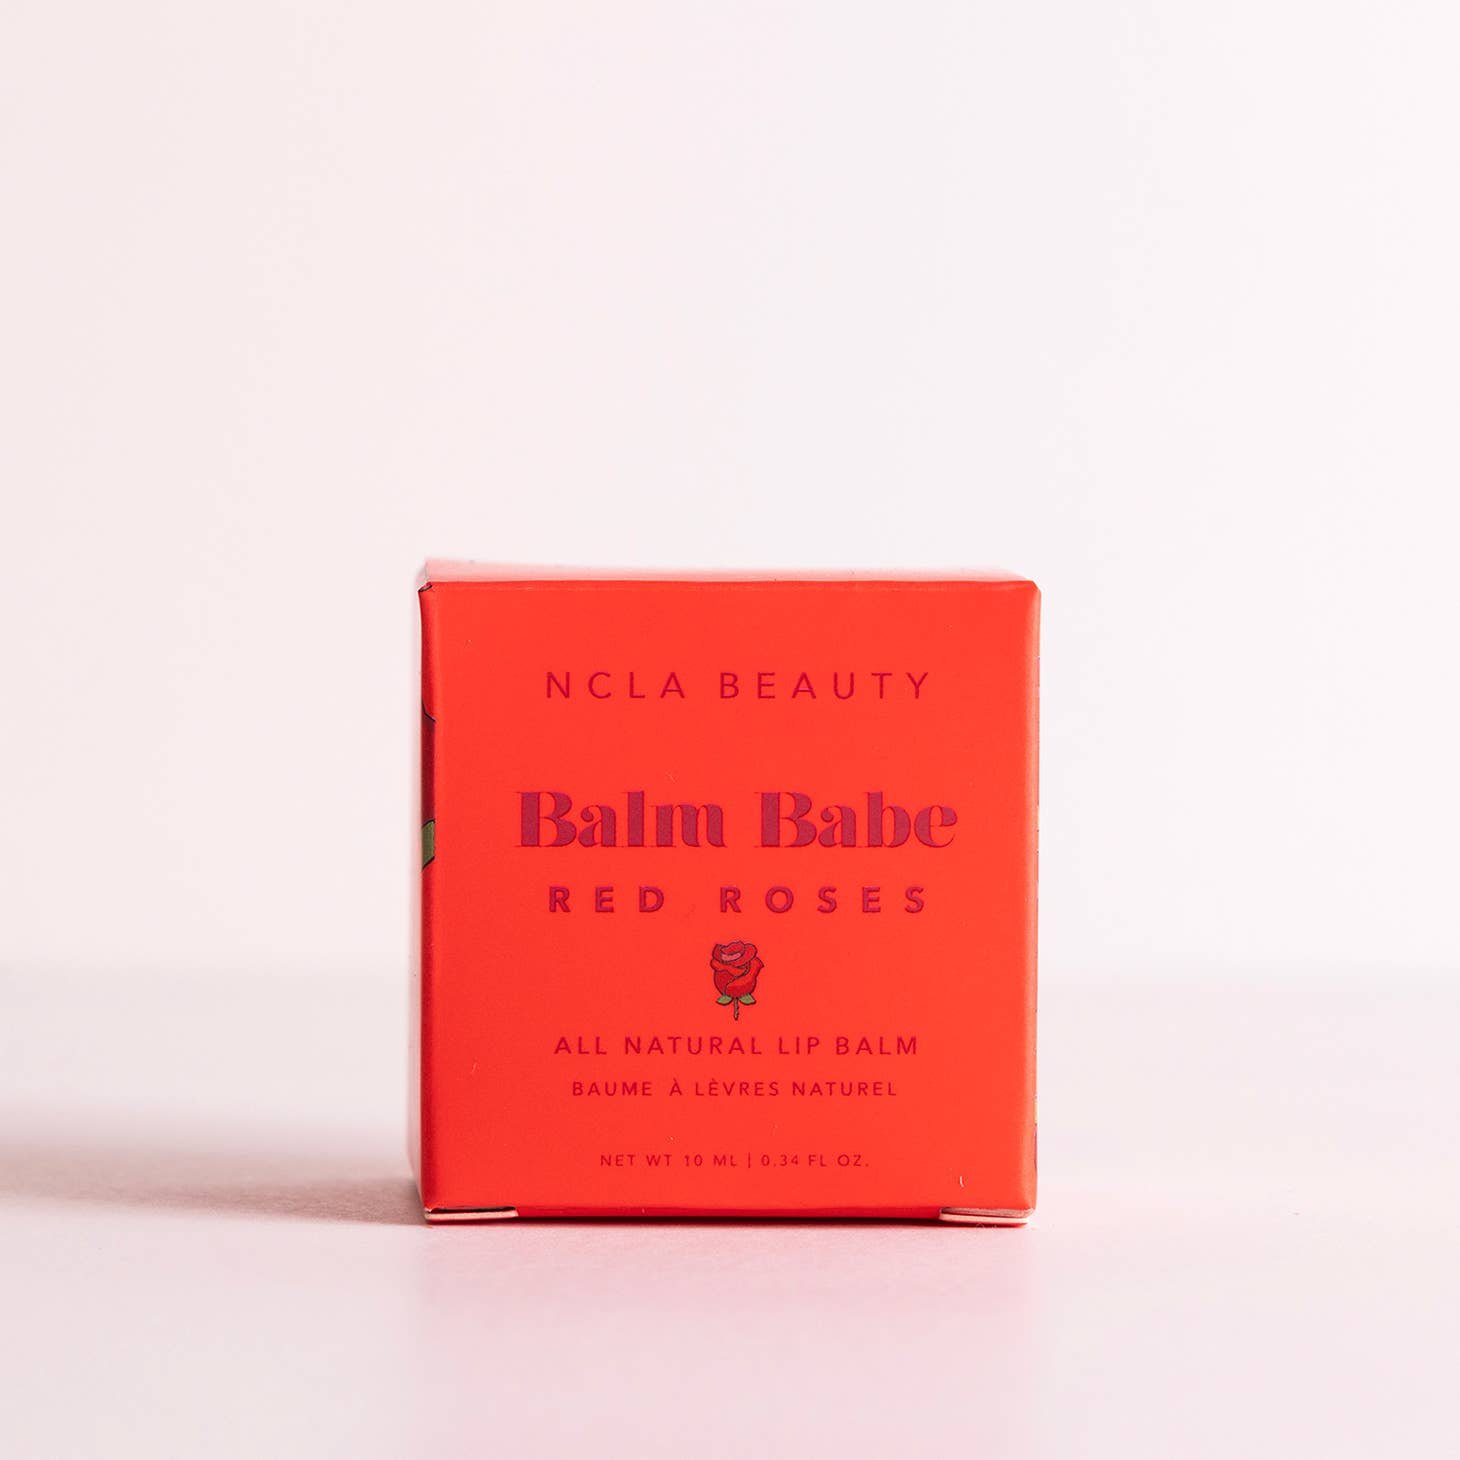 NCLA BEAUTY
Balm Babe
RED ROSES
ALL NATURAL LIP BALM
BAUME À LÈVRES NATUREL
NET WT 10 ML | 0.34 FL OZ.